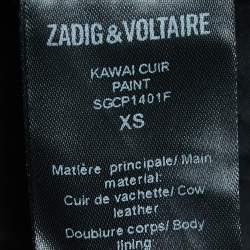 ZADIG & VOLTAIRE
KAWAI CUIR
PAINT
SGCP1401F
XS
Matière principale/ Main
material:
Cuir de vachette/ Cow
leather
Doublure corps/ Body
lining: